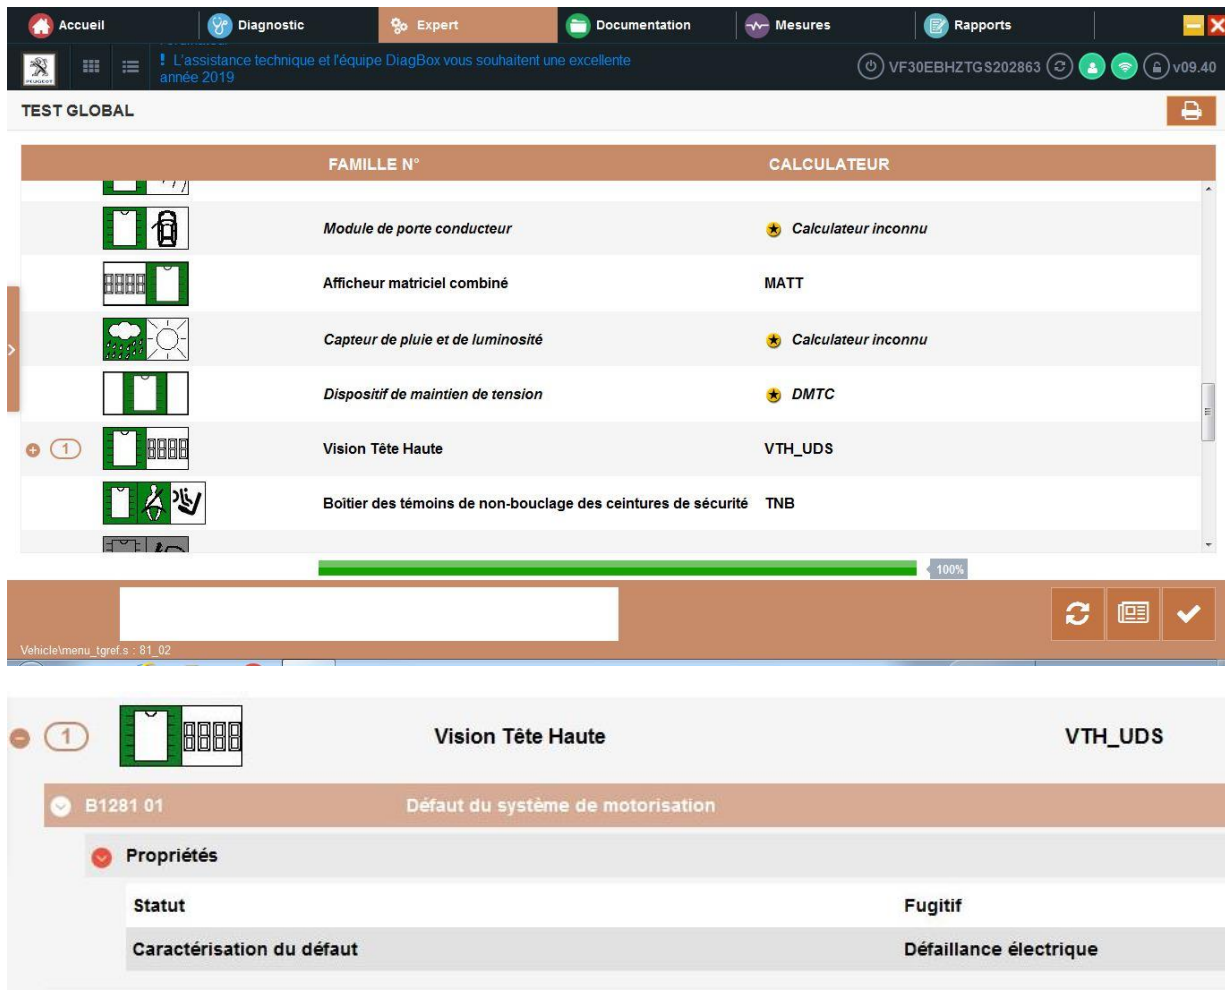 Accueil
Diagnostic
Expert
Documentation
Mesures
Rapports
PEUGEOT
! L'assistance technique et l'équipe DiagBox vous souhaitent une excellente
année 2019
VF30EBHZTGS202863
v09.40
TEST GLOBAL
FAMILLE N° CALCULATEUR
Module de porte conducteur Calculateur inconnu
Afficheur matriciel combiné MATT
Capteur de pluie et de luminosité Calculateur inconnu
Dispositif de maintien de tension DMTC
1 Vision Tête Haute VTH_UDS
Boîtier des témoins de non-bouclage des ceintures de sécurité TNB
100%
Vehicle\menu_tgref.s : 81_02
1 Vision Tête Haute VTH_UDS
B1281 01 Défaut du système de motorisation
Propriétés
Statut Fugitif
Caractérisation du défaut Défaillance électrique